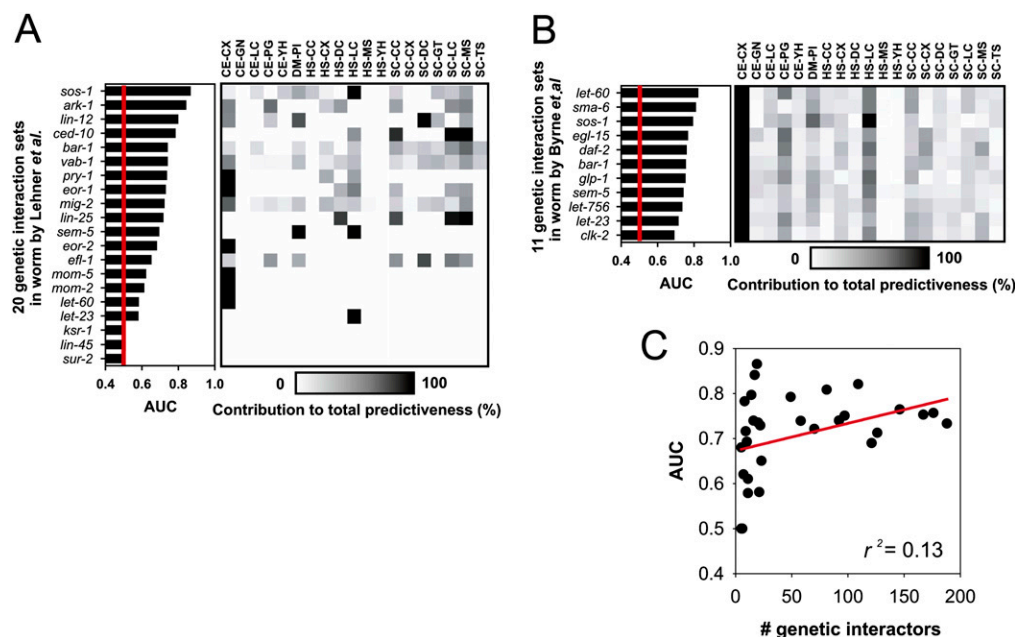 A
CE-CX
CE-GN
CE-LC
CE-PG
CE-YH
DM-PI
HS-CC
HS-CX
HS-DC
HS-LC
HS-MS
HS-YH
SC-CC
SC-CX
SC-DC
SC-GT
SC-LC
SC-MS
SC-TS
20 genetic interaction sets
in worm by Lehner et al.
sos-1
ark-1
lin-12
ced-10
bar-1
vab-1
pry-1
eor-1
mig-2
lin-25
sem-5
eor-2
efl-1
mom-5
mom-2
let-60
let-23
ksr-1
lin-45
sur-2
0.4 0.6 0.8 1.0
AUC
0 100
Contribution to total predictiveness (%)
B
CE-CX
CE-GN
CE-LC
CE-PG
CE-YH
DM-PI
HS-CC
HS-CX
HS-DC
HS-LC
HS-MS
HS-YH
SC-CC
SC-CX
SC-DC
SC-GT
SC-LC
SC-MS
SC-TS
11 genetic interaction sets
in worm by Byrne et.al
let-60
sma-6
sos-1
egl-15
daf-2
bar-1
glp-1
sem-5
let-756
let-23
clk-2
0.4 0.6 0.8 1.0
AUC
0 100
Contribution to total predictiveness (%)
C
0.9
0.8
0.7
0.6
0.5
0.4
AUC
r² = 0.13
0 50 100 150 200
# genetic interactors